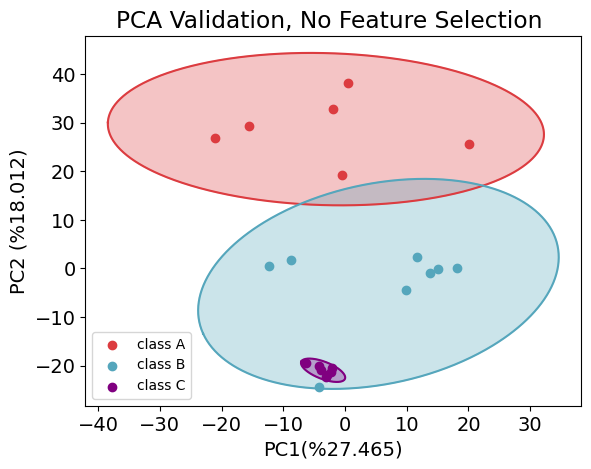 PCA Validation, No Feature Selection
PC2 (%18.012)
40
30
20
10
0
−10
−20
class A
class B
class C
−40
−30
−20
−10
0
10
20
30
PC1(%27.465)